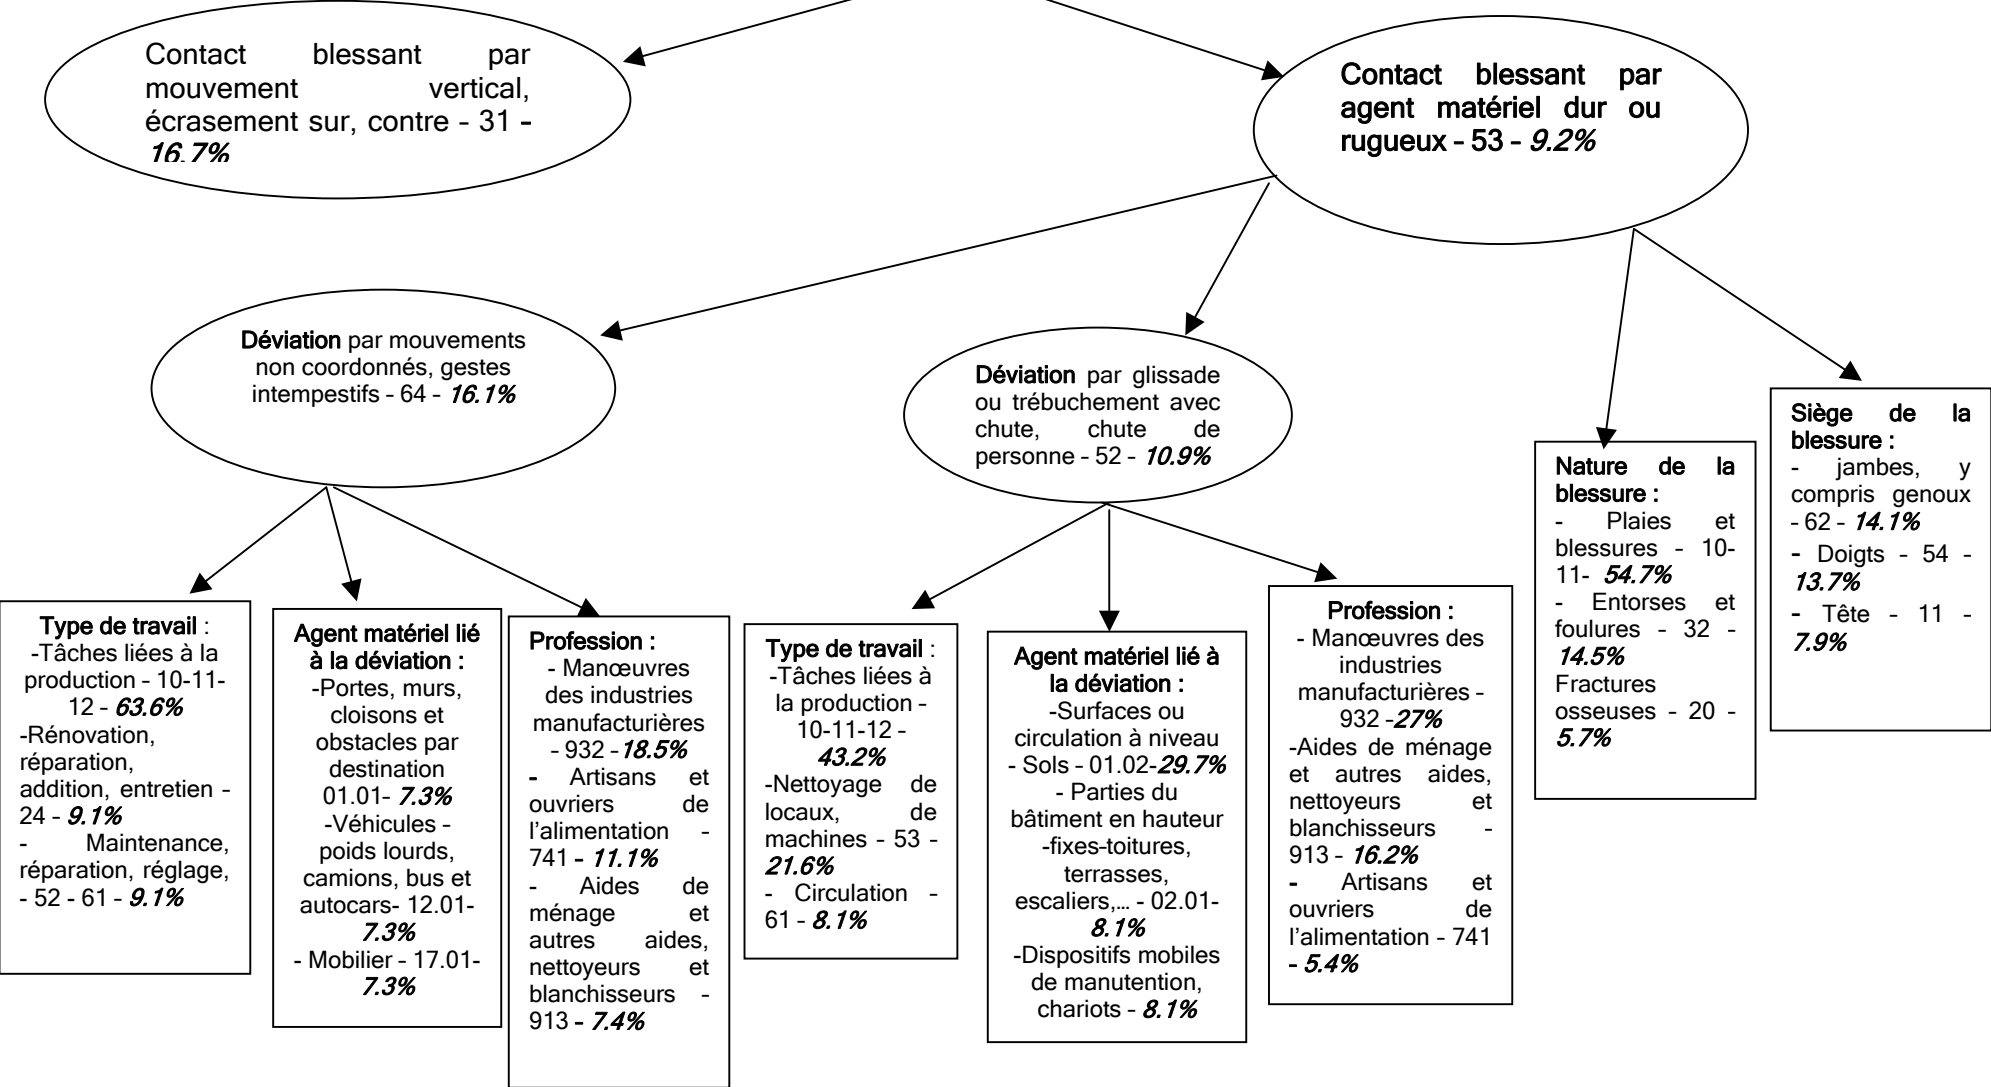 Contact blessant par
mouvement vertical,
écrasement sur, contre - 31 -
16.7%
Contact blessant par
agent matériel dur ou
rugueux - 53 - 9.2%
Déviation par mouvements
non coordonnés, gestes
intempestifs - 64 - 16.1%
Déviation par glissade
ou trébuchement avec
chute, chute de
personne - 52 - 10.9%
Nature de la
blessure :
- Plaies et
blessures - 10-
11- 54.7%
- Entorses et
foulures - 32 -
14.5%
Fractures
osseuses - 20 -
5.7%
Siège de la
blessure :
- jambes, y
compris genoux
- 62 - 14.1%
- Doigts - 54 -
13.7%
- Tête - 11 -
7.9%
Type de travail :
-Tâches liées à la
production - 10-11-
12 - 63.6%
-Rénovation,
réparation,
addition, entretien -
24 - 9.1%
- Maintenance,
réparation, réglage,
- 52 - 61 - 9.1%
Agent matériel lié
à la déviation :
-Portes, murs,
cloisons et
obstacles par
destination
01.01- 7.3%
-Véhicules -
poids lourds,
camions, bus et
autocars- 12.01-
7.3%
- Mobilier - 17.01-
7.3%
Profession :
- Manœuvres
des industries
manufacturières
- 932 -18.5%
- Artisans et
ouvriers de
l'alimentation -
741 - 11.1%
- Aides de
ménage et
autres aides,
nettoyeurs et
blanchisseurs -
913 - 7.4%
Type de travail :
-Tâches liées à
la production -
10-11-12 -
43.2%
-Nettoyage de
locaux, de
machines - 53 -
21.6%
- Circulation -
61 - 8.1%
Agent matériel lié à
la déviation :
-Surfaces ou
circulation à niveau
- Sols - 01.02-29.7%
- Parties du
bâtiment en hauteur
-fixes-toitures,
terrasses,
escaliers,… - 02.01-
8.1%
-Dispositifs mobiles
de manutention,
chariots - 8.1%
Profession :
- Manœuvres des
industries
manufacturières -
932 -27%
-Aides de ménage
et autres aides,
nettoyeurs et
blanchisseurs -
913 - 16.2%
- Artisans et
ouvriers de
l'alimentation - 741
- 5.4%